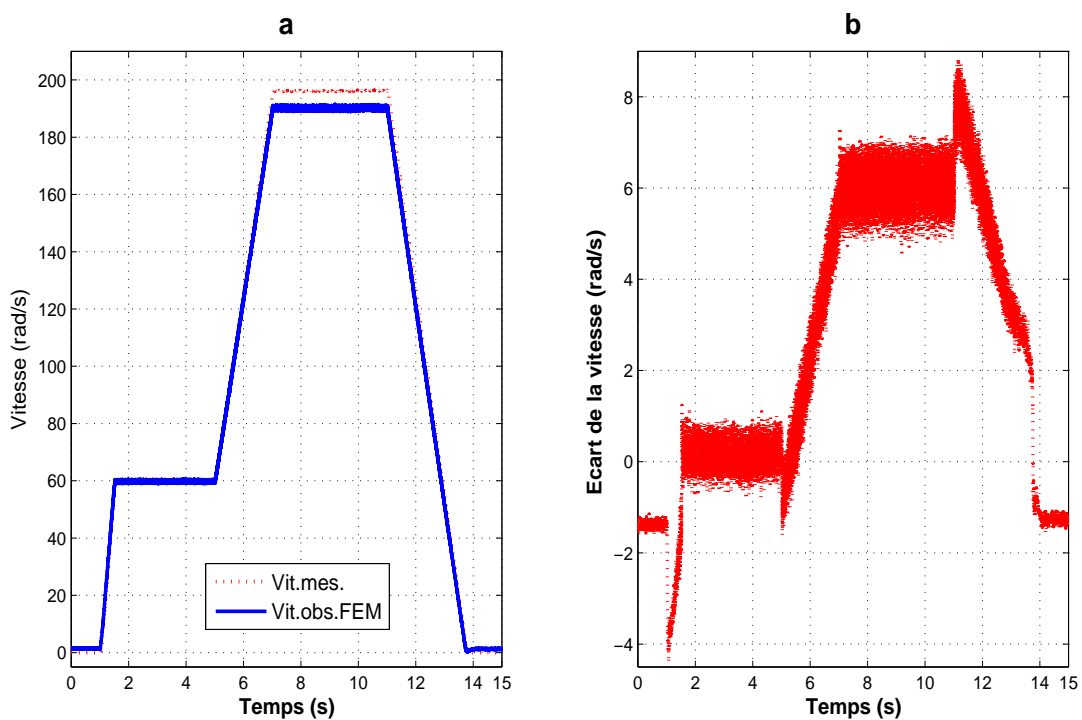 a
Vitesse (rad/s)
200
180
160
140
120
100
80
60
40
20
0
Vit.mes.
Vit.obs.FEM
0 2 4 6 8 10 12 14 15
Temps (s)
b
Ecart de la vitesse (rad/s)
8
6
4
2
0
−2
−4
0 2 4 6 8 10 12 14 15
Temps (s)